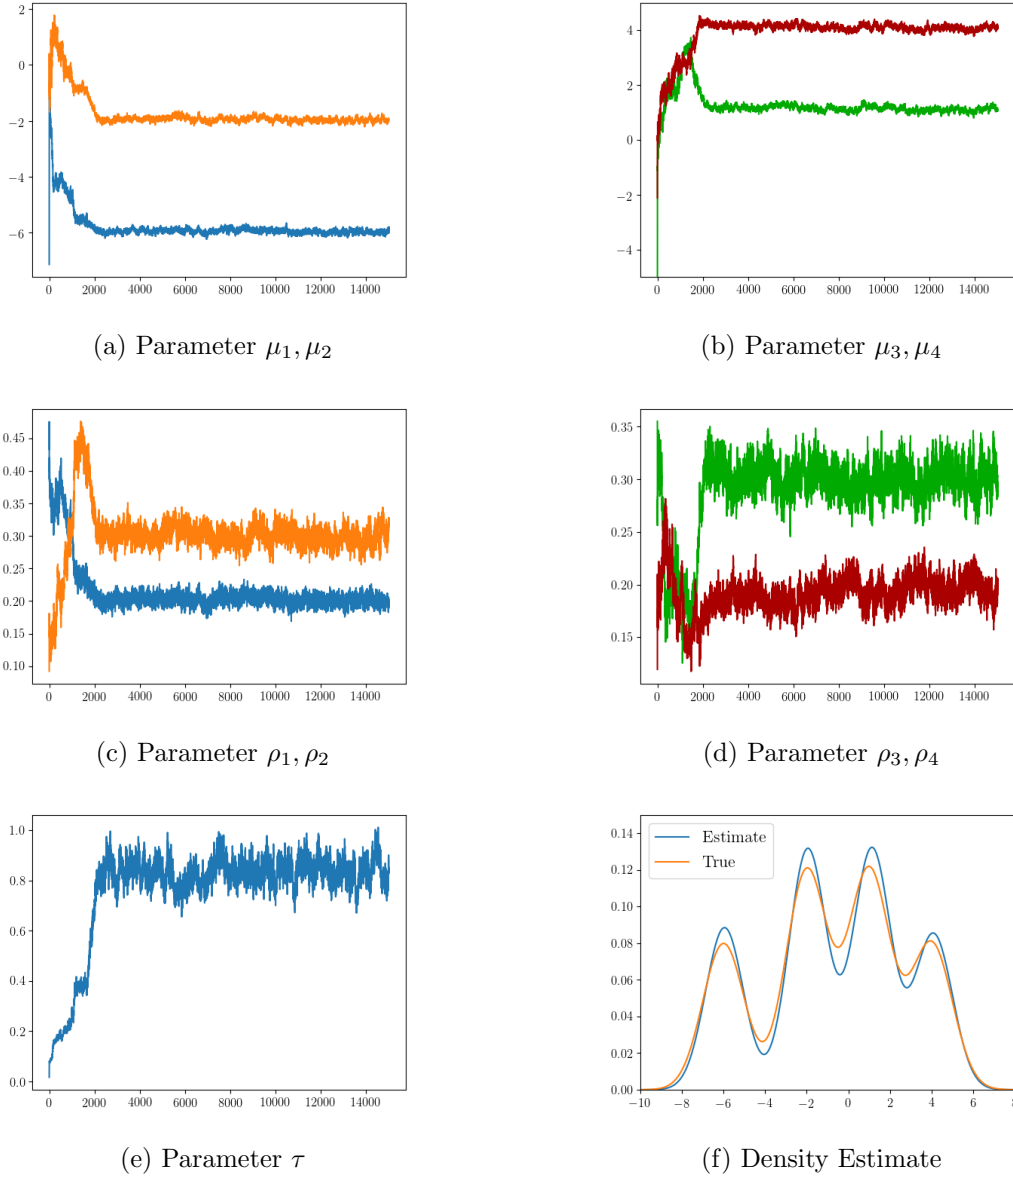 2
0
−2
−4
−6
0 2000 4000 6000 8000 10000 12000 14000
(a) Parameter μ₁, μ₂
4
2
0
−2
−4
0 2000 4000 6000 8000 10000 12000 14000
(b) Parameter μ₃, μ₄
0.45
0.40
0.35
0.30
0.25
0.20
0.15
0.10
0 2000 4000 6000 8000 10000 12000 14000
(c) Parameter ρ₁, ρ₂
0.35
0.30
0.25
0.20
0.15
0 2000 4000 6000 8000 10000 12000 14000
(d) Parameter ρ₃, ρ₄
1.0
0.8
0.6
0.4
0.2
0.0
0 2000 4000 6000 8000 10000 12000 14000
(e) Parameter τ
Estimate
True
0.14
0.12
0.10
0.08
0.06
0.04
0.02
0.00
−10 −8 −6 −4 −2 0 2 4 6 8
(f) Density Estimate